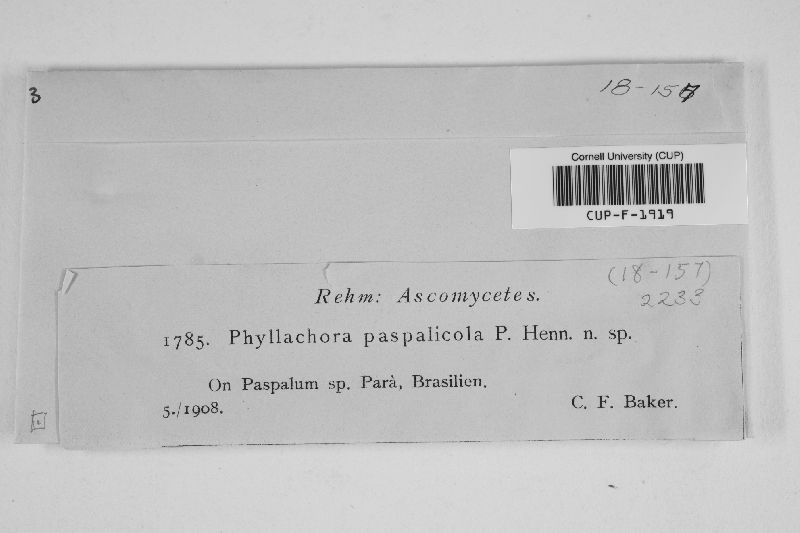 3
18-157
Cornell University (CUP)
CUP-F-1919
(18-157)
2233
Rehm: Ascomycetes.
1785. Phyllachora paspalicola P. Henn. n. sp.
On Paspalum sp. Parà, Brasilien.
5./1908. C. F. Baker.